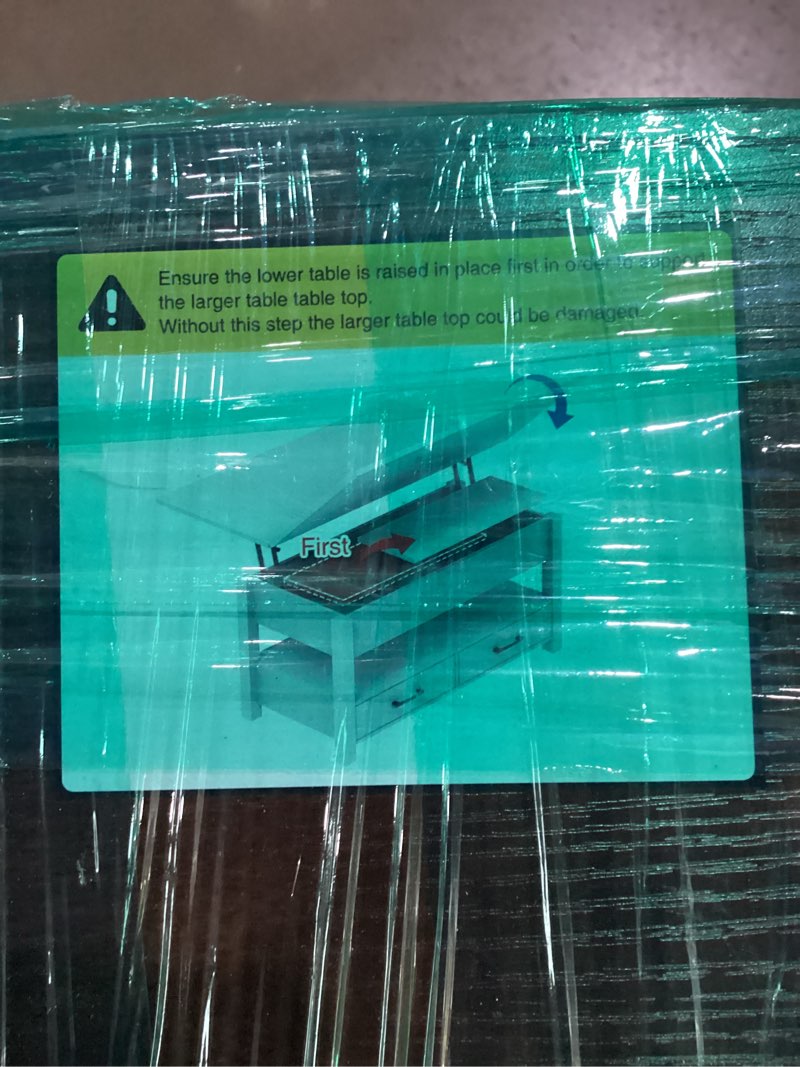 Ensure the lower table is raised in place first in order to support
the larger table table top.
Without this step the larger table top could be damaged.
First